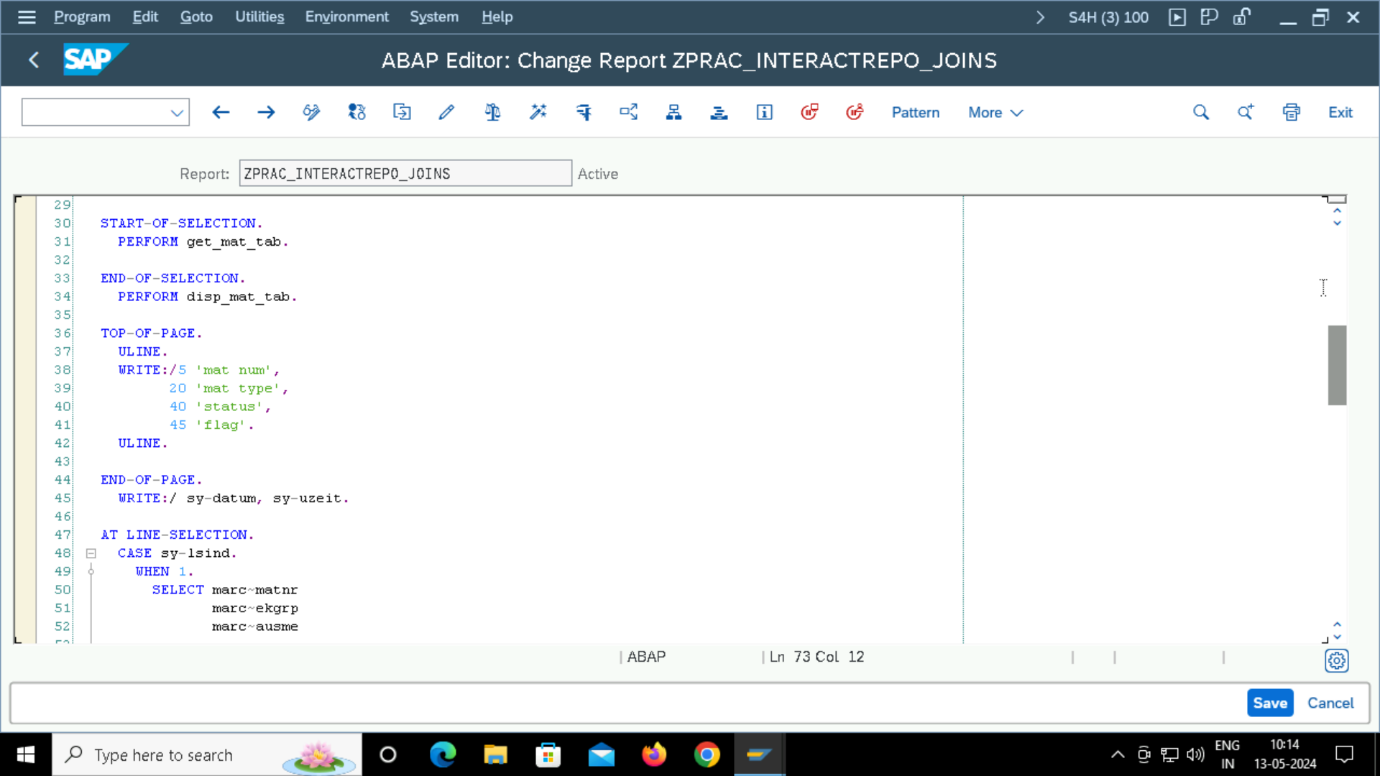 Program Edit Goto Utilities Environment System Help S4H (3) 100
SAP ABAP Editor: Change Report ZPRAC_INTERACTREPO_JOINS
Pattern More Exit
Report: ZPRAC_INTERACTREPO_JOINS Active
29
30 START-OF-SELECTION.
31 PERFORM get_mat_tab.
32
33 END-OF-SELECTION.
34 PERFORM disp_mat_tab.
35
36 TOP-OF-PAGE.
37 ULINE.
38 WRITE:/5 'mat num',
39 20 'mat type',
40 40 'status',
41 45 'flag'.
42 ULINE.
43
44 END-OF-PAGE.
45 WRITE:/ sy-datum, sy-uzeit.
46
47 AT LINE-SELECTION.
48 CASE sy-lsind.
49 WHEN 1.
50 SELECT marc~matnr
51 marc~ekgrp
52 marc~ausme
ABAP Ln 73 Col 12
Save Cancel
Type here to search
ENG 10:14
IN 13-05-2024